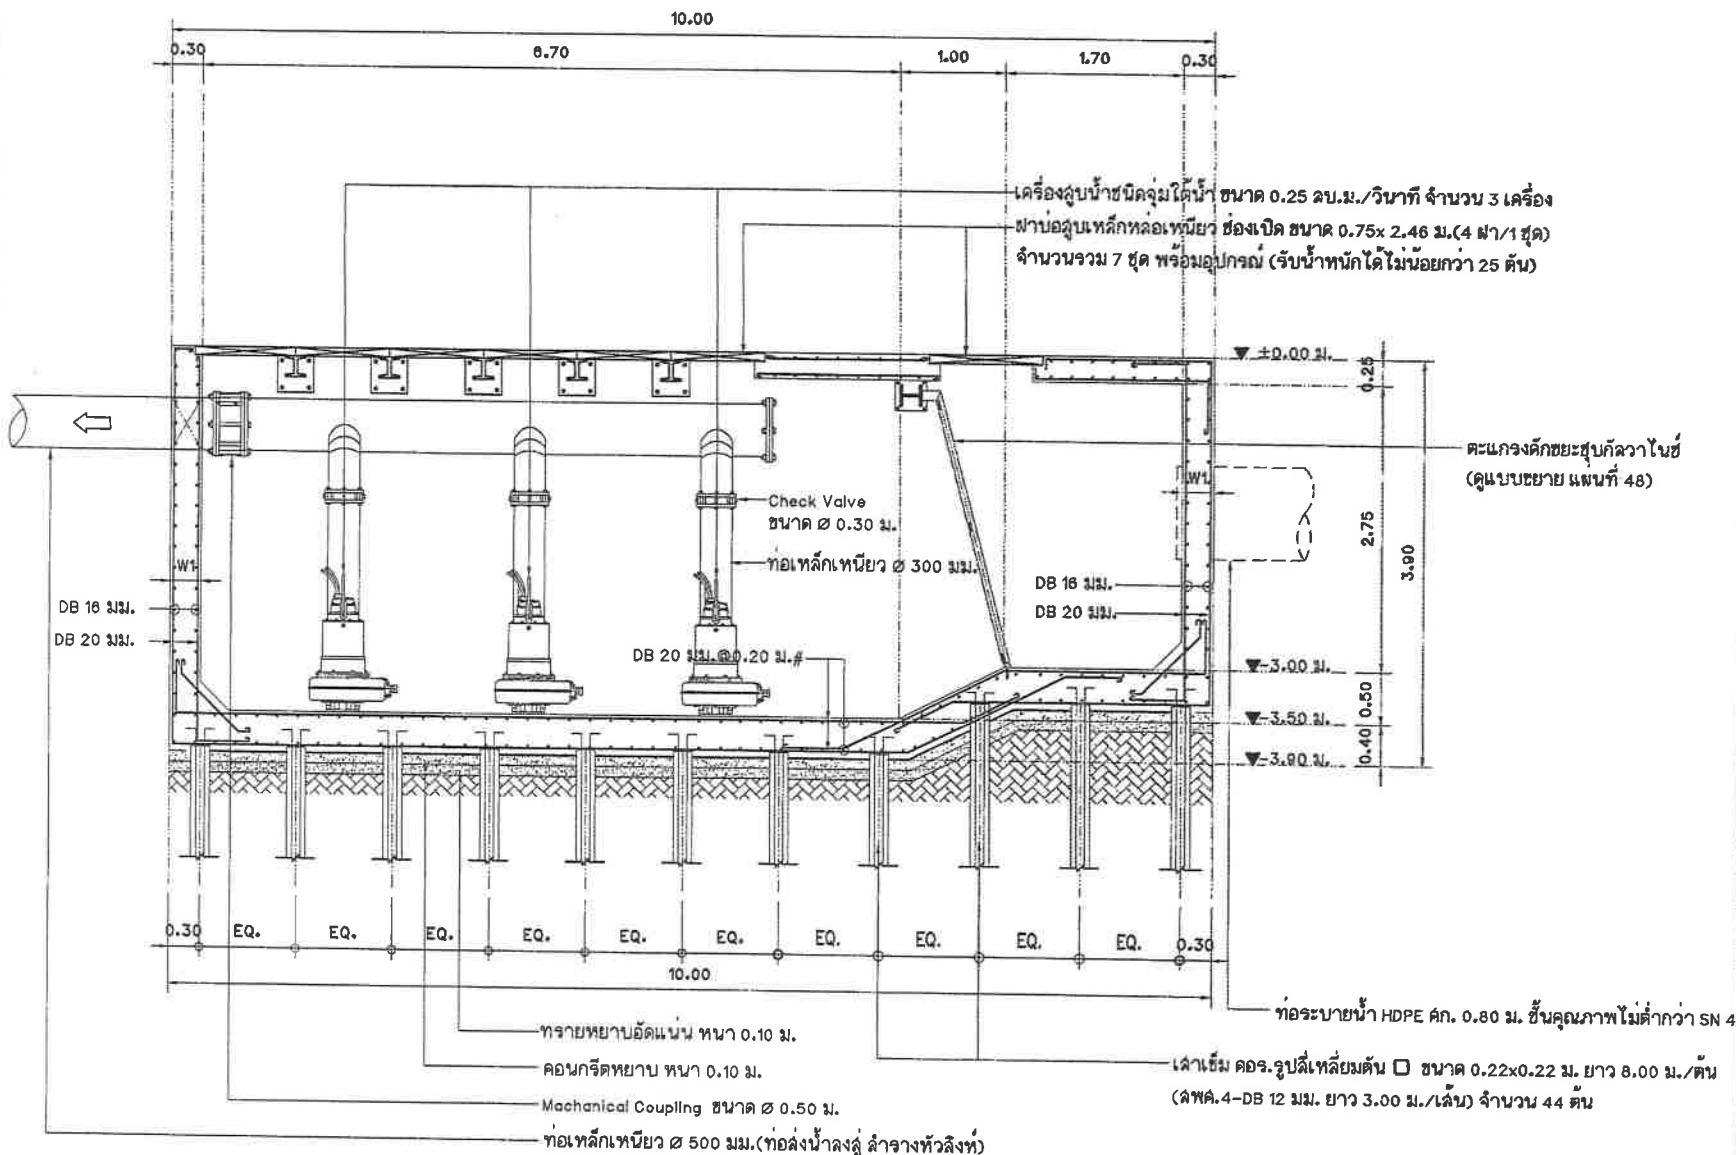 10.00
0.30 6.70 1.00 1.70 0.30
เครื่องสูบน้ำชนิดจุ่มใต้น้ำ ขนาด 0.25 ลบ.ม./วินาที จำนวน 3 เครื่อง
ฝาบ่อสูบเหล็กหล่อเหนียว ช่องเปิด ขนาด 0.75x 2.46 ม.(4 ฝา/1ชุด)
จำนวนรวม 7 ชุด พร้อมอุปกรณ์ (รับน้ำหนักได้ไม่น้อยกว่า 25 ตัน)
±0.00 ม.
0.25
ตะแกรงดักขยะชุบกัลวาไนซ์
(ดูแบบขยาย แผ่นที่ 48)
W1
Check Valve
ขนาด Ø 0.30 ม.
2.75
3.90
ท่อเหล็กเหนียว Ø 300 มม.
W1
DB 16 มม.
DB 16 มม.
DB 20 มม.
DB 20 มม.
DB 20 มม.@0.20 ม.#
-3.00 ม.
0.50
-3.50 ม.
0.40
-3.90 ม.
0.30 EQ. EQ. EQ. EQ. EQ. EQ. EQ. EQ. EQ. EQ. 0.30
10.00
ท่อระบายน้ำ HDPE ศก. 0.80 ม. ชั้นคุณภาพไม่ต่ำกว่า SN 4
ทรายหยาบอัดแน่น หนา 0.10 ม.
คอนกรีตหยาบ หนา 0.10 ม.
เสาเข็ม คอร.รูปสี่เหลี่ยมตัน ขนาด 0.22x0.22 ม. ยาว 8.00 ม./ต้น
(สพค.4-DB 12 มม. ยาว 3.00 ม./เส้น) จำนวน 44 ต้น
Machanical Coupling ขนาด Ø 0.50 ม.
ท่อเหล็กเหนียว Ø 500 มม.(ท่อส่งน้ำลงสู่ ลำรางหัวสิงห์)